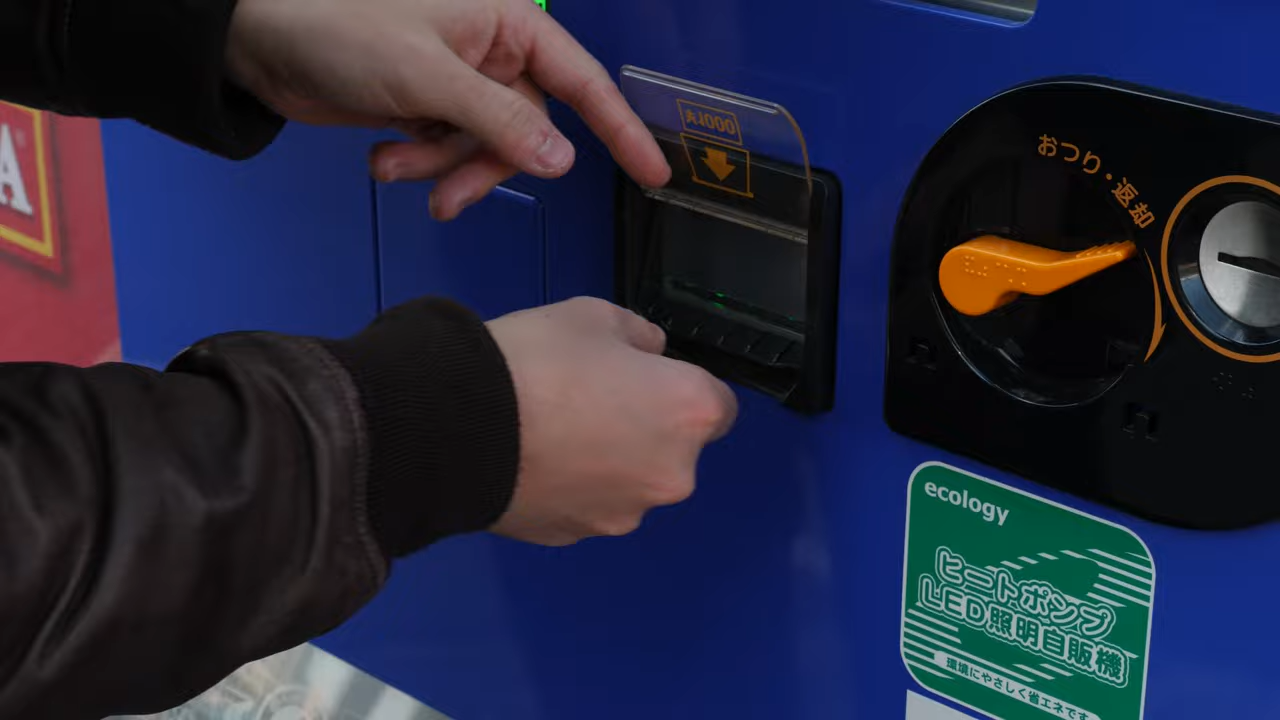 A
¥1000
おつり・返却
ecology
ヒートポンプ
LED照明自販機
環境にやさしく省エネです